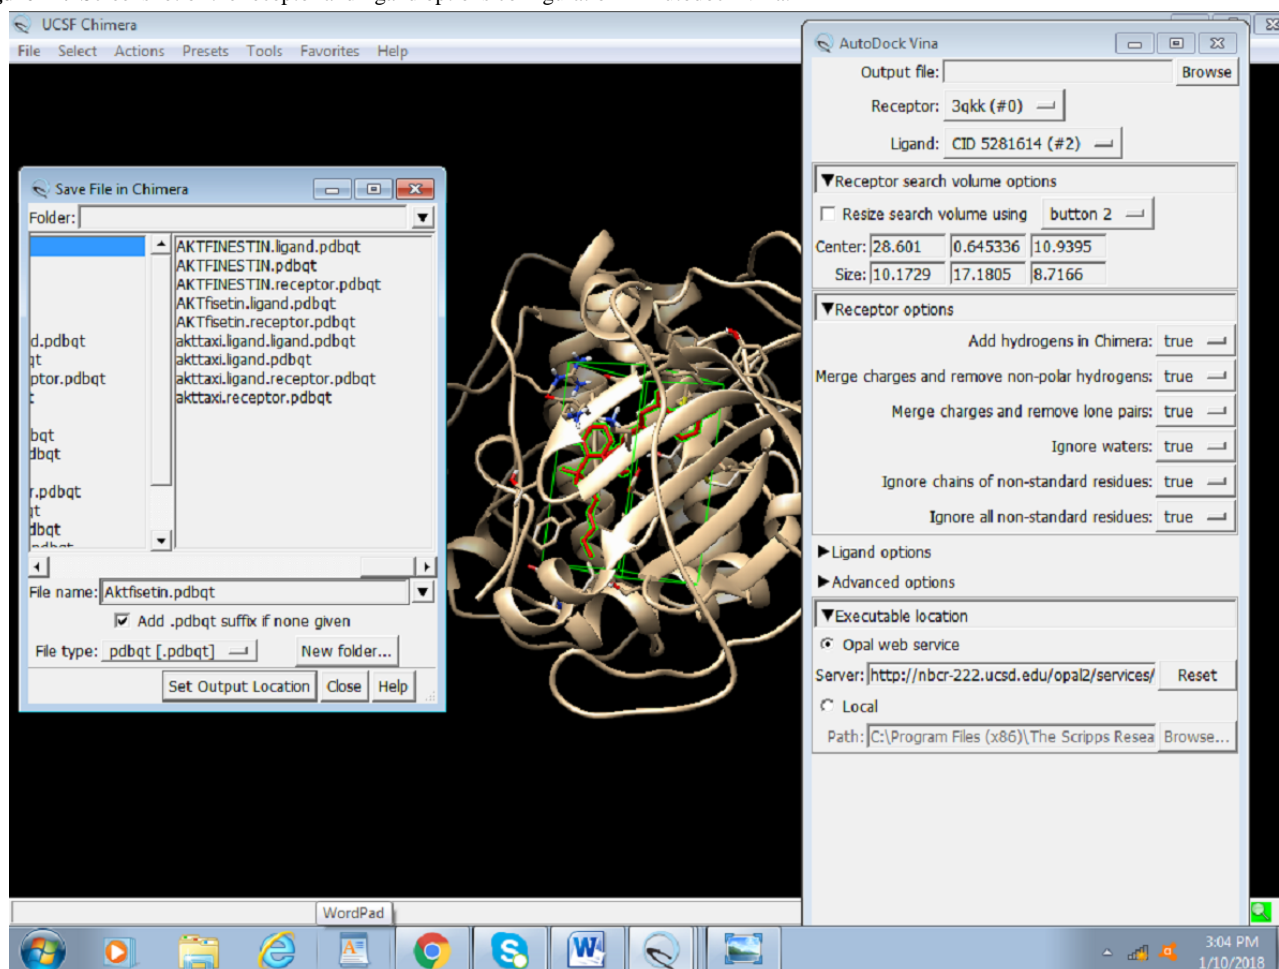 UCSF Chimera
File Select Actions Presets Tools Favorites Help
AutoDock Vina
Output file: Browse
Receptor: 3qkk (#0)
Ligand: CID 5281614 (#2)
▼Receptor search volume options
Resize search volume using button 2
Center: 28.601 0.645336 10.9395
Size: 10.1729 17.1805 8.7166
▼Receptor options
Add hydrogens in Chimera: true
Merge charges and remove non-polar hydrogens: true
Merge charges and remove lone pairs: true
Ignore waters: true
Ignore chains of non-standard residues: true
Ignore all non-standard residues: true
▶Ligand options
▶Advanced options
▼Executable location
Opal web service
Server: http://nbcr-222.ucsd.edu/opal2/services/ Reset
Local
Path: C:\Program Files (x86)\The Scripps Resea Browse...
Save File in Chimera
Folder:
d.pdbqt
qt
ptor.pdbqt
bqt
dbqt
r.pdbqt
qt
dbqt
AKTFINESTIN.ligand.pdbqt
AKTFINESTIN.pdbqt
AKTFINESTIN.receptor.pdbqt
AKTfisetin.ligand.pdbqt
AKTfisetin.receptor.pdbqt
akttaxi.ligand.ligand.pdbqt
akttaxi.ligand.pdbqt
akttaxi.ligand.receptor.pdbqt
akttaxi.receptor.pdbqt
File name: Aktfisetin.pdbqt
Add .pdbqt suffix if none given
File type: pdbqt [.pdbqt] New folder...
Set Output Location Close Help
WordPad
3:04 PM
1/10/2018